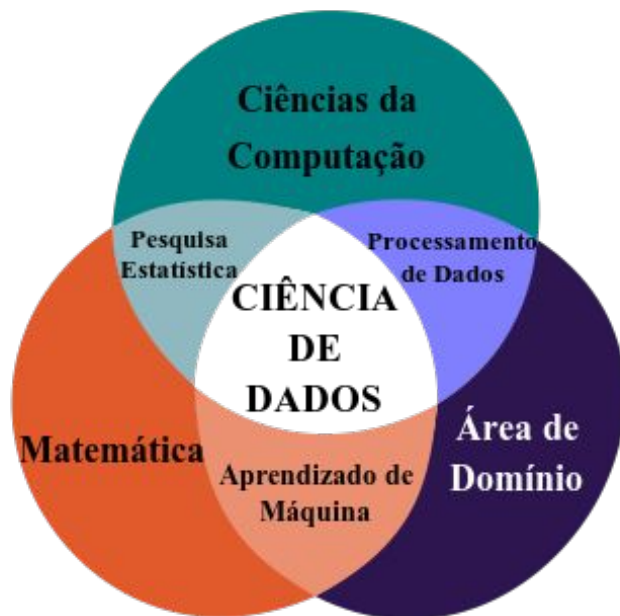 Ciências da
Computação
Pesquisa
Estatística
Processamento
de Dados
CIÊNCIA
DE
DADOS
Matemática
Área de
Domínio
Aprendizado de
Máquina